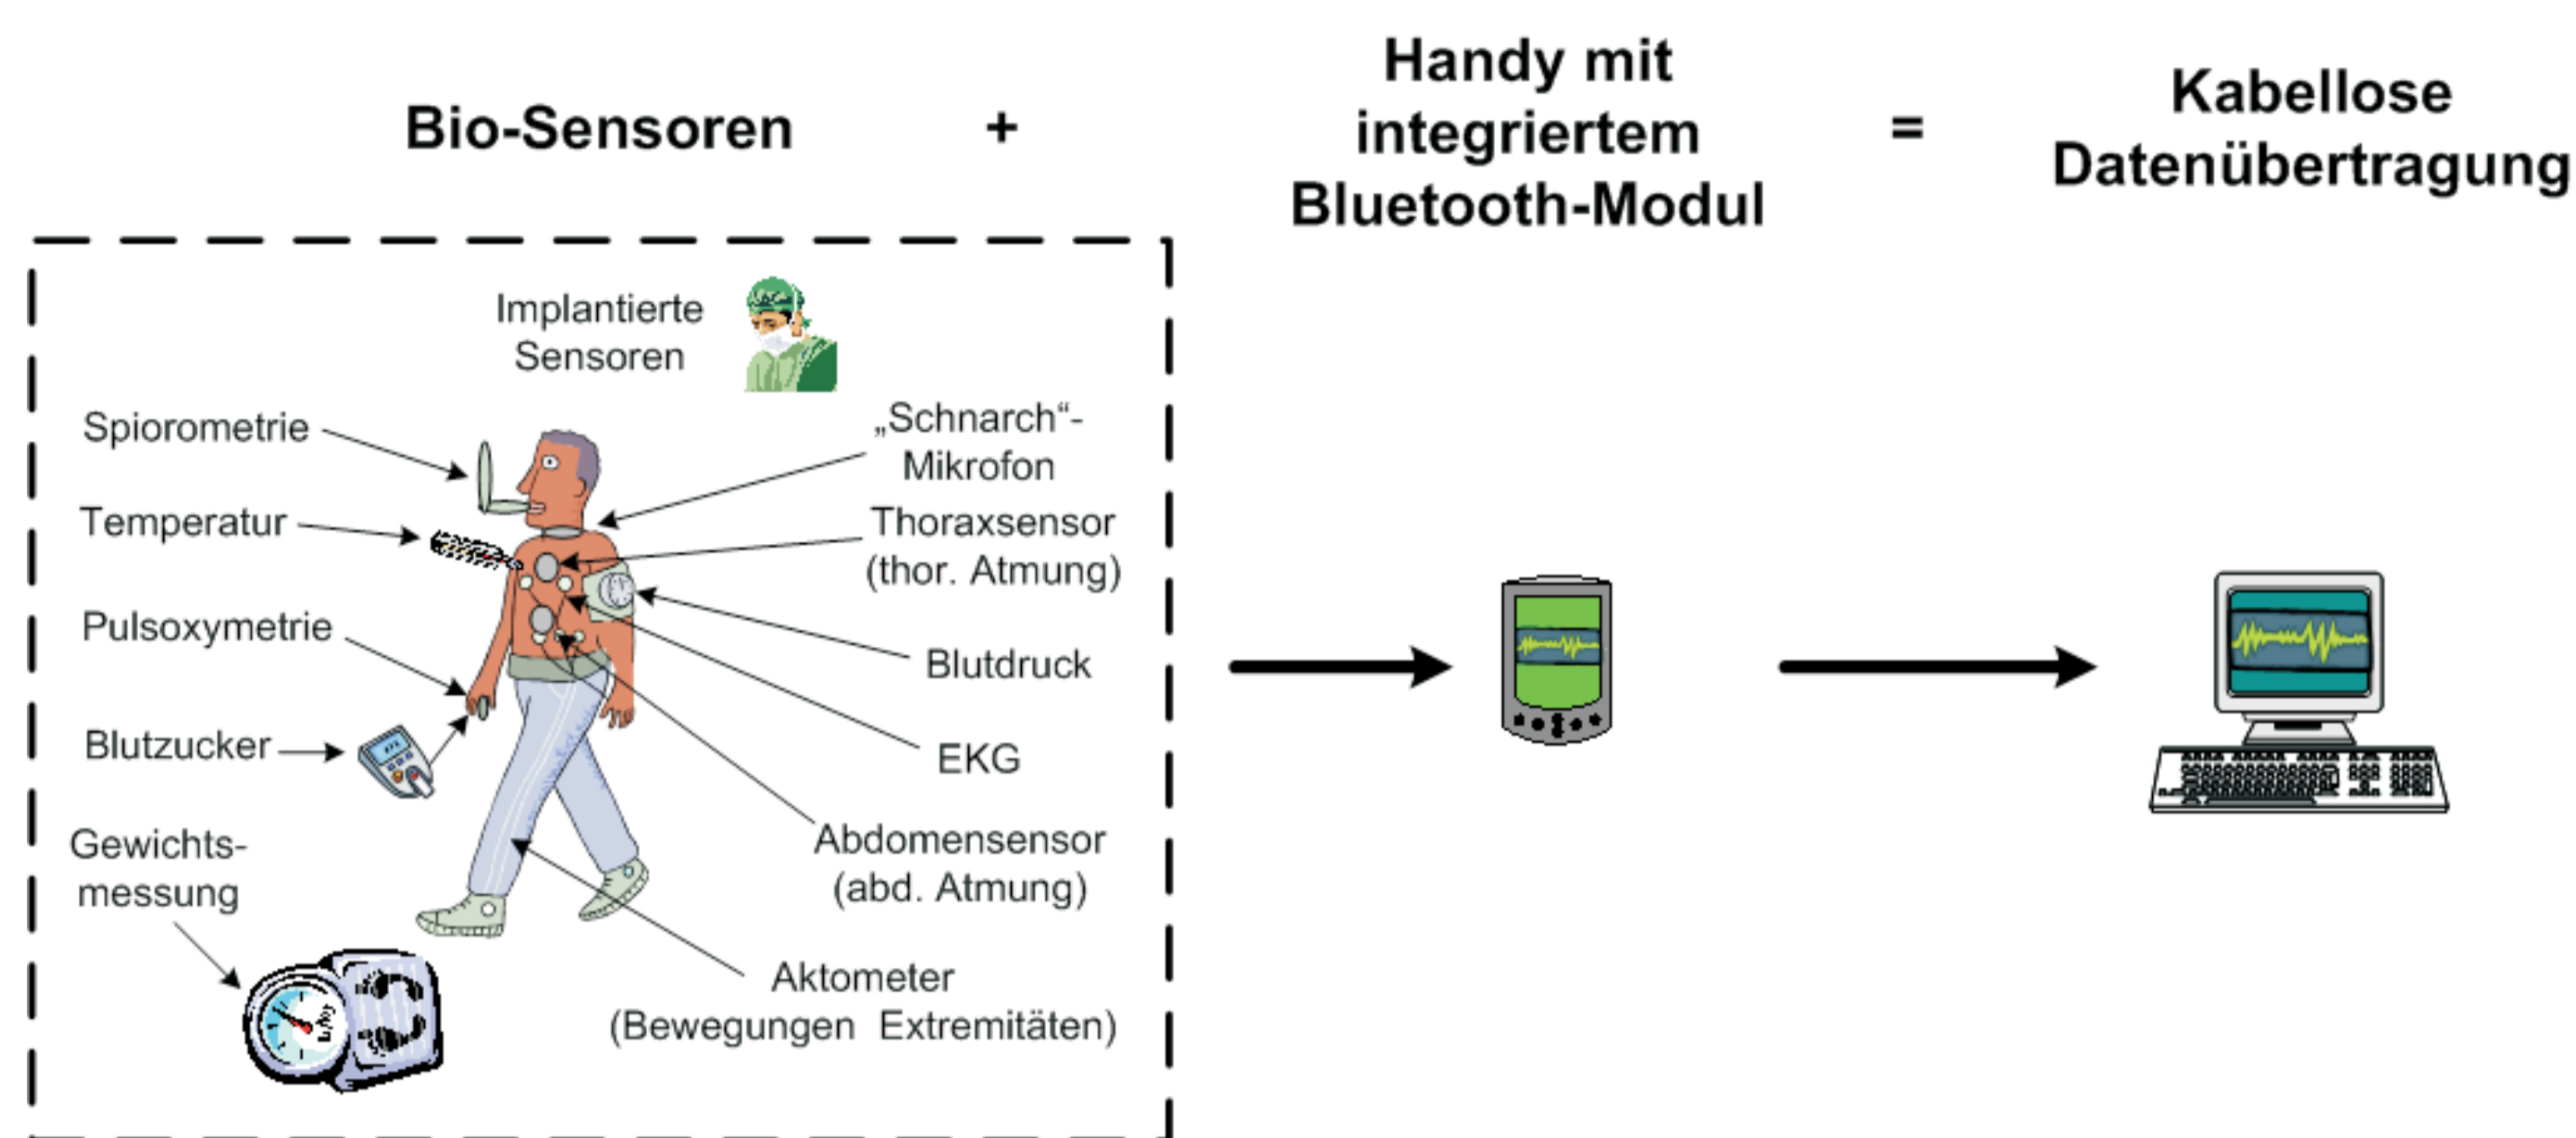 Bio-Sensoren
+
Handy mit
integriertem
Bluetooth-Modul
=
Kabellose
Datenübertragung
Implantierte
Sensoren
Spiorometrie
Temperatur
Pulsoxymetrie
Blutzucker
Gewichts-
messung
„Schnarch“-
Mikrofon
Thoraxsensor
(thor. Atmung)
Blutdruck
EKG
Abdomensensor
(abd. Atmung)
Aktometer
(Bewegungen Extremitäten)